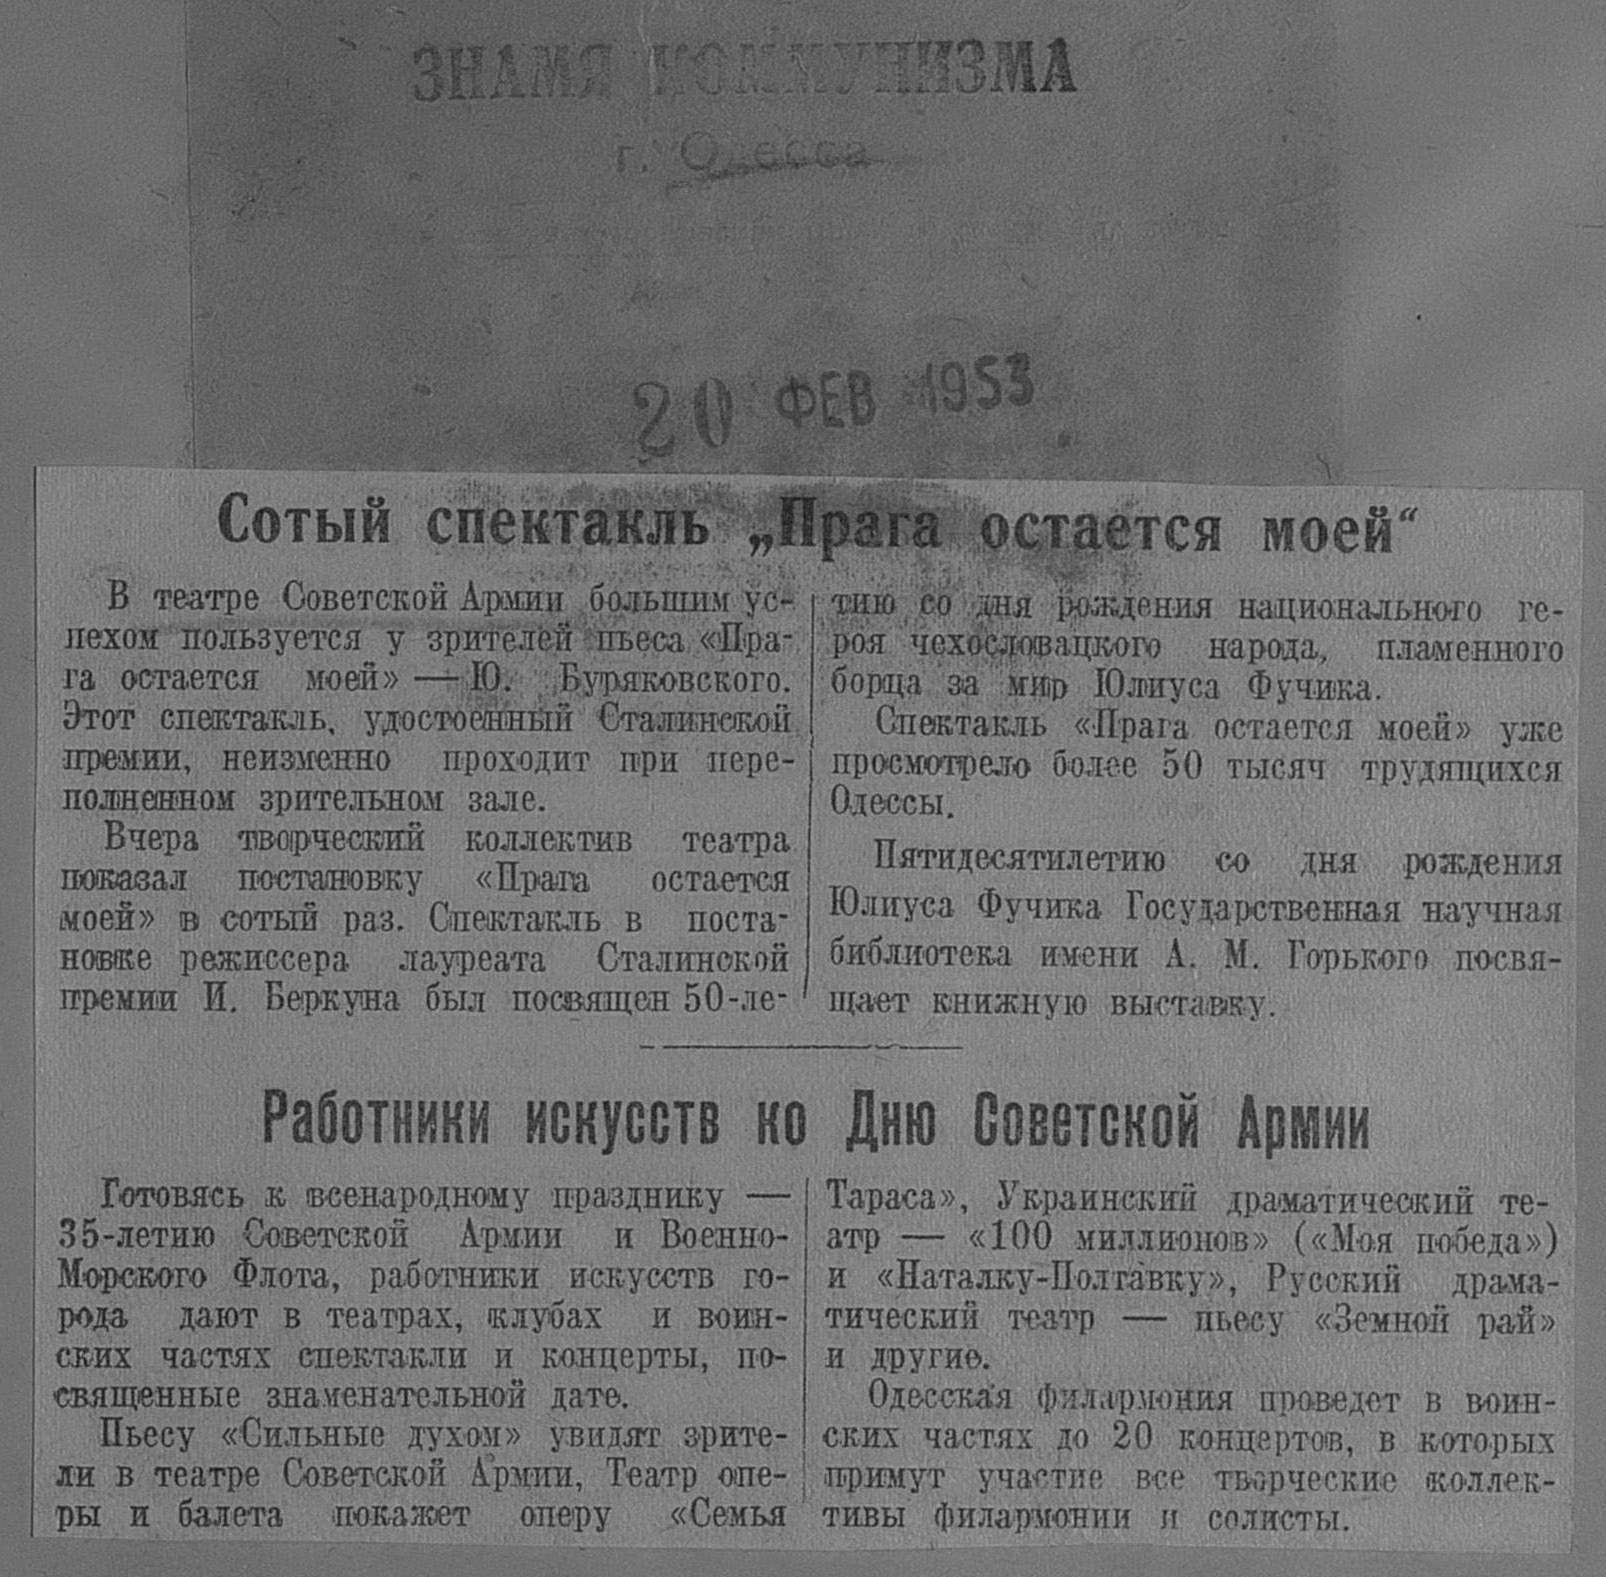 ЗНАМЯ КОММУНИЗМА
г. Одесса
20 ФЕВ 1953
Сотый спектакль „Прага остается моей“
В театре Советской Армии большим ус-
пехом пользуется у зрителей пьеса «Пра-
га остается моей» — Ю. Буряковского.
Этот спектакль, удостоенный Сталинской
премии, неизменно проходит при пере-
полненном зрительном зале.
Вчера творческий коллектив театра
показал постановку «Прага остается
моей» в сотый раз. Спектакль в поста-
новке режиссера лауреата Сталинской
премии И. Беркуна был посвящен 50-ле-
тию со дня рождения национального ге-
роя чехословацкого народа, пламенного
борца за мир Юлиуса Фучика.
Спектакль «Прага остается моей» уже
просмотрело более 50 тысяч трудящихся
Одессы.
Пятидесятилетию со дня рождения
Юлиуса Фучика Государственная научная
библиотека имени А. М. Горького посвя-
щает книжную выставку.
Работники искусств ко Дню Советской Армии
Готовясь к всенародному празднику —
35-летию Советской Армии и Военно-
Морского Флота, работники искусств го-
рода дают в театрах, клубах и воин-
ских частях спектакли и концерты, по-
священные знаменательной дате.
Пьесу «Сильные духом» увидят зрите-
ли в театре Советской Армии, Театр опе-
ры и балета покажет оперу «Семья
Тараса», Украинский драматический те-
атр — «100 миллионов» («Моя победа»)
и «Наталку-Полтавку», Русский драма-
тический театр — пьесу «Земной рай»
и другие.
Одесская филармония проведет в воин-
ских частях до 20 концертов, в которых
примут участие все творческие коллек-
тивы филармонии и солисты.